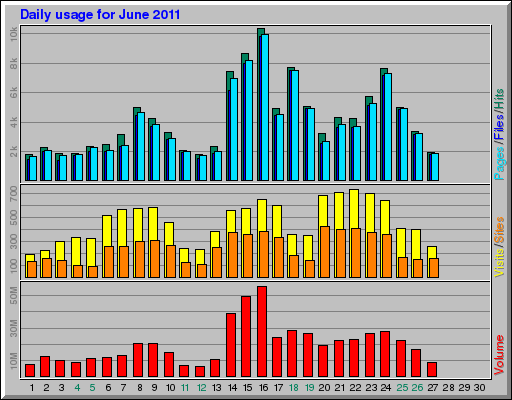 Daily usage for June 2011
10k
8k
6k
4k
2k
Pages/Files/Hits
700
500
300
100
Visits/Sites
50M
30M
10M
Volume
1 2 3 4 5 6 7 8 9 10 11 12 13 14 15 16 17 18 19 20 21 22 23 24 25 26 27 28 29 30